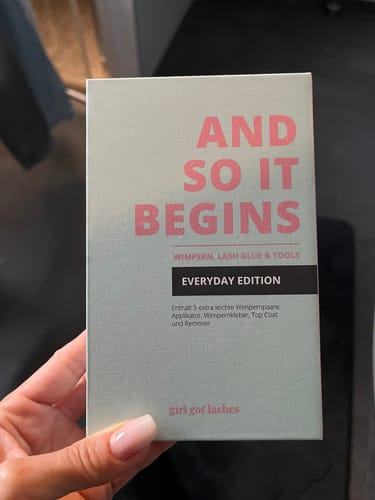 AND
SO IT
BEGINS
WIMPERN, LASH GLUE & TOOLS
EVERYDAY EDITION
Enthält 5 extra leichte Wimpernpaare,
Applikator, Wimpernkleber, Top Coat
und Remover
girl got lashes